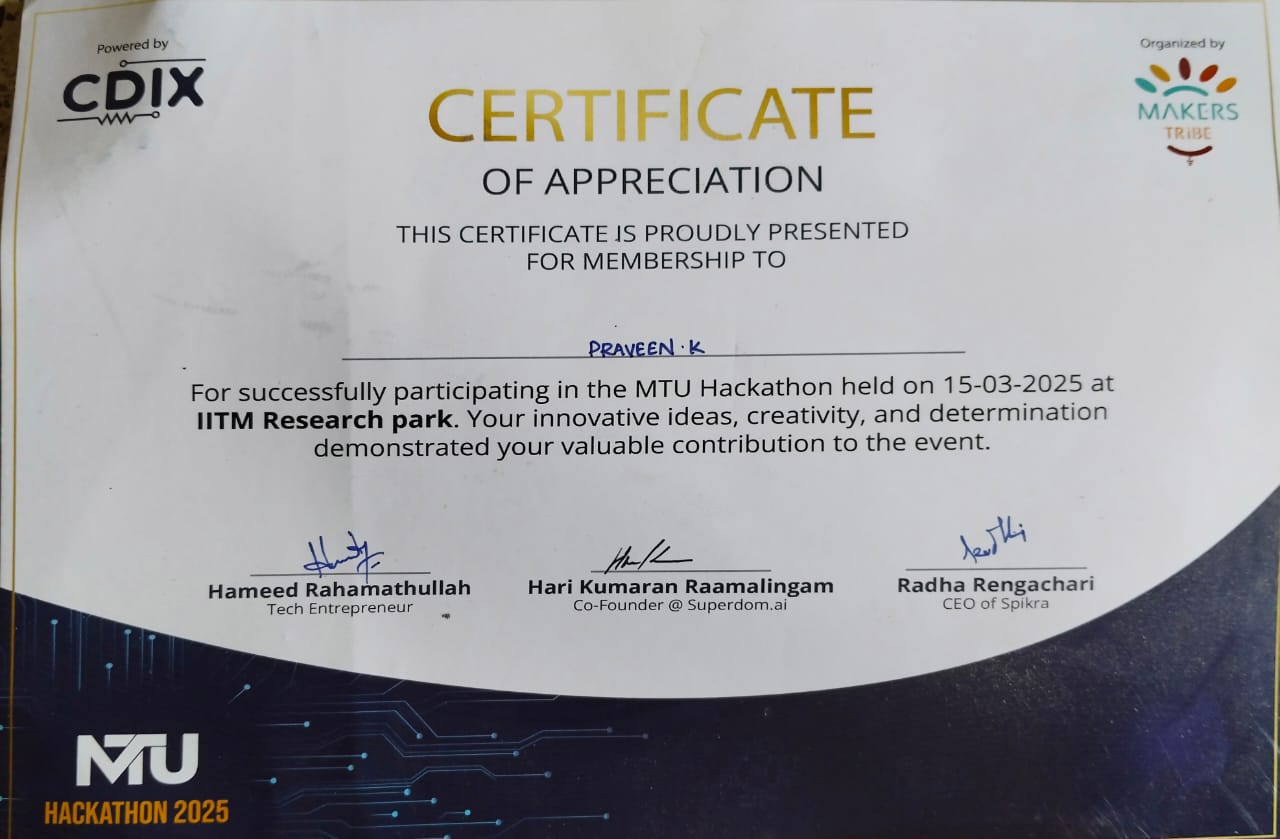 Powered by
CDIX
Organized by
MAKERS
TRiBE
CERTIFICATE
OF APPRECIATION
THIS CERTIFICATE IS PROUDLY PRESENTED
FOR MEMBERSHIP TO
PRAVEEN . K
For successfully participating in the MTU Hackathon held on 15-03-2025 at
IITM Research park. Your innovative ideas, creativity, and determination
demonstrated your valuable contribution to the event.
Hameed Rahamathullah
Tech Entrepreneur
Hari Kumaran Raamalingam
Co-Founder @ Superdom.ai
Radha Rengachari
CEO of Spikra
MTU
HACKATHON 2025